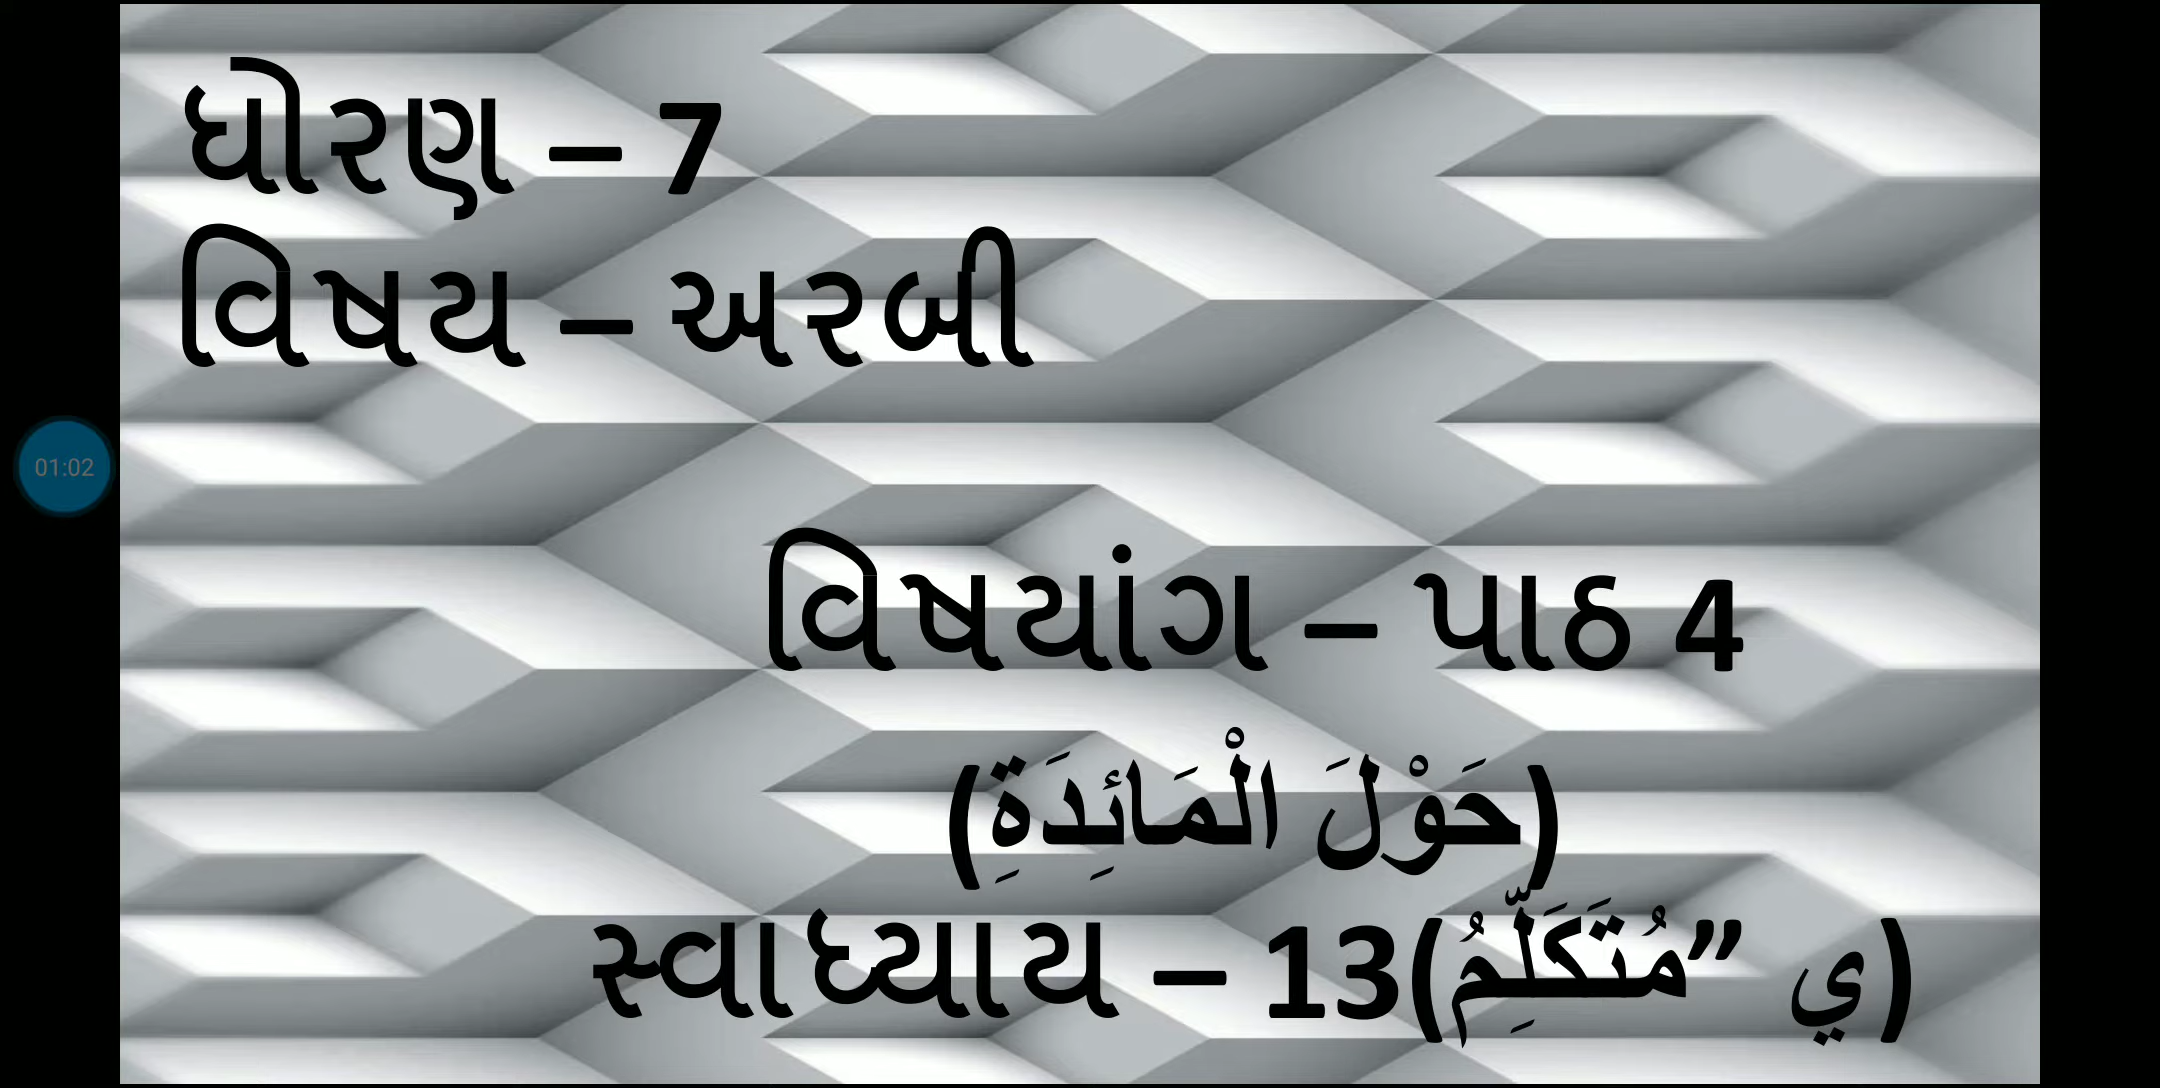 ધોરણ – 7
વિષય – અરબી
01:02
વિષયાંગ – પાઠ 4
(حَوْلَ الْمَائِدَةِ)
સ્વાધ્યાય – 13(ي ”مُتَكَلِّمُ)